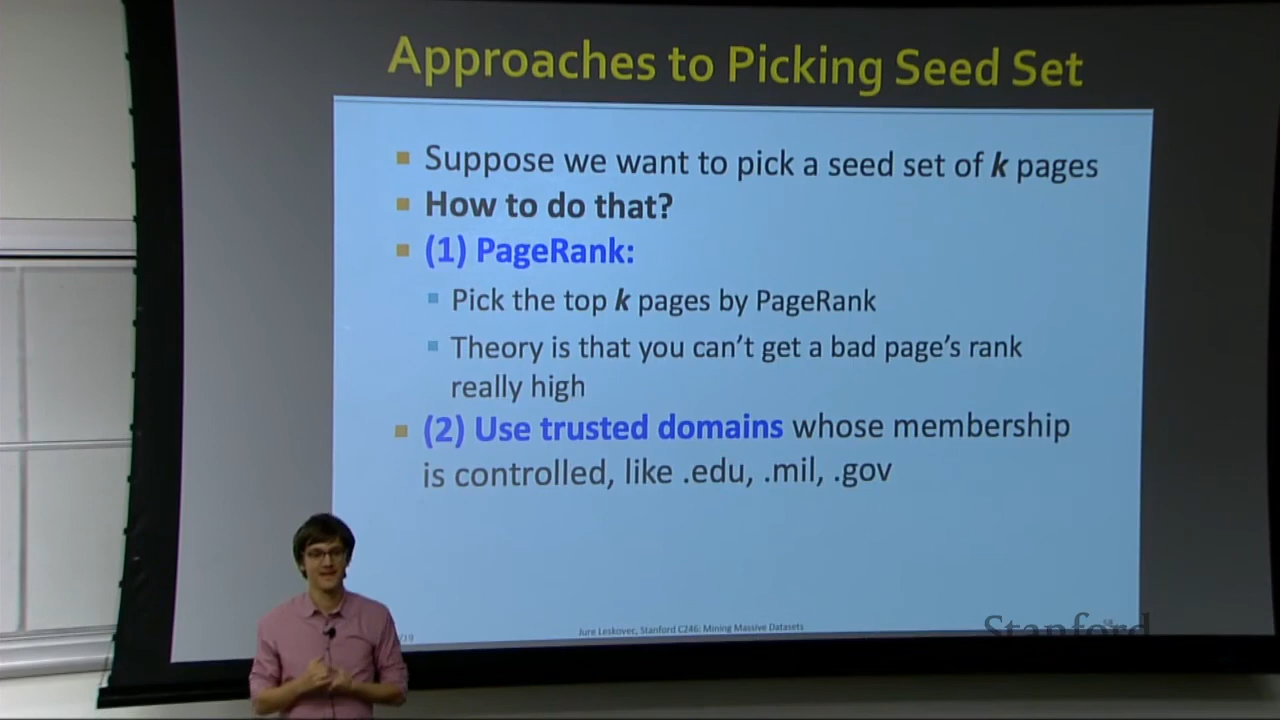 Approaches to Picking Seed Set
Suppose we want to pick a seed set of k pages
How to do that?
(1) PageRank:
Pick the top k pages by PageRank
Theory is that you can't get a bad page's rank
really high
(2) Use trusted domains whose membership
is controlled, like .edu, .mil, .gov
Jure Leskovec, Stanford C246: Mining Massive Datasets
Stanford